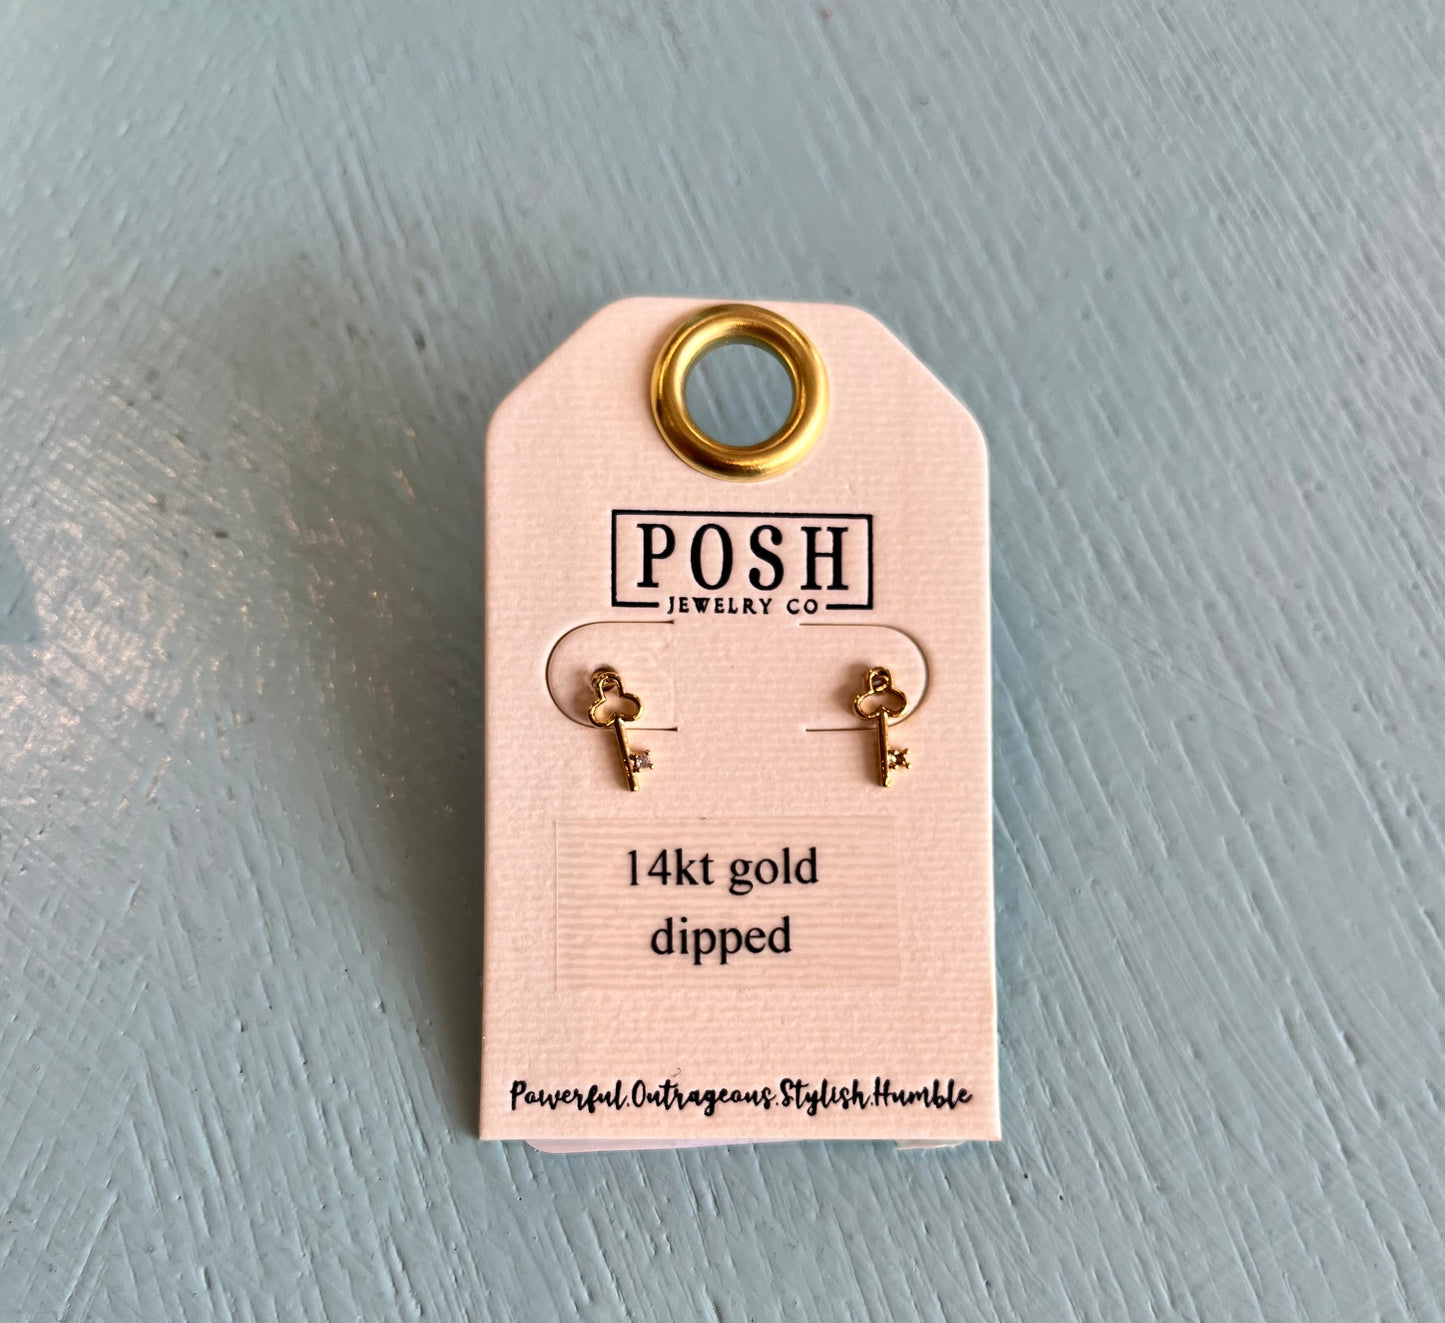 POSH
JEWELRY CO
14kt gold
dipped
Powerful.Outrageous.Stylish.Humble